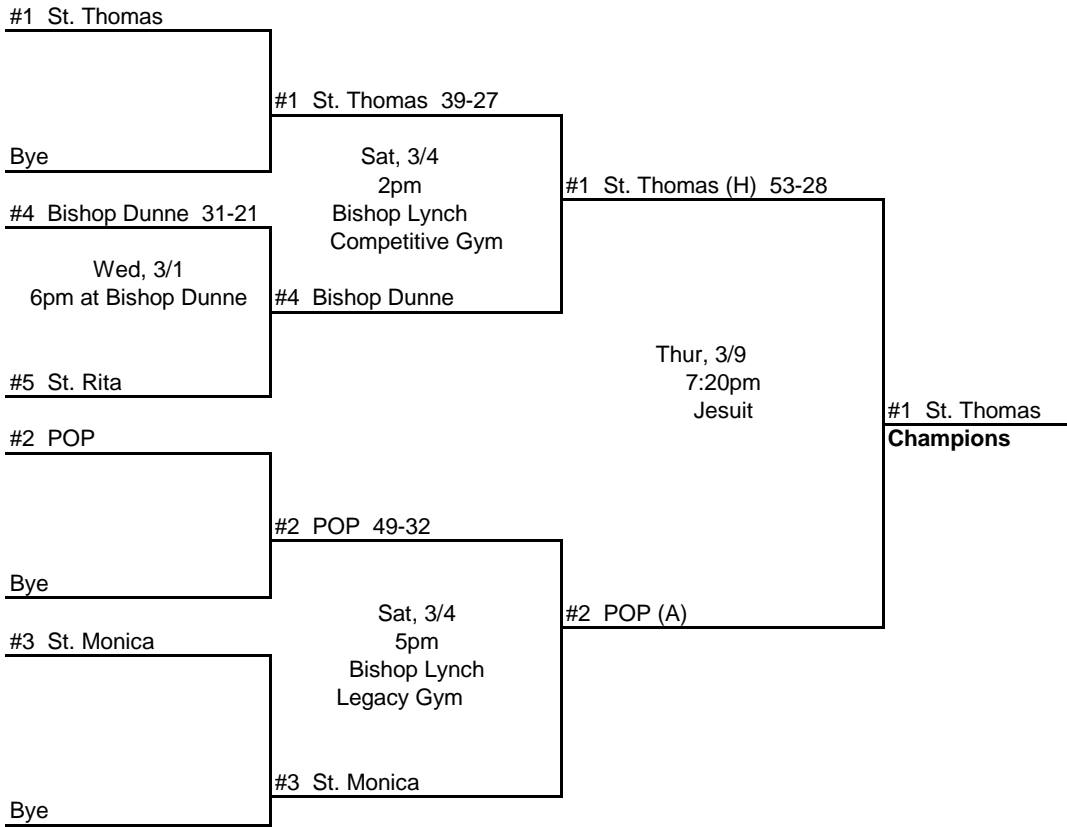 #1 St. Thomas
#1 St. Thomas 39-27
Bye
Sat, 3/4
2pm
Bishop Lynch
Competitive Gym
#1 St. Thomas (H) 53-28
#4 Bishop Dunne 31-21
Wed, 3/1
6pm at Bishop Dunne
#4 Bishop Dunne
#5 St. Rita
Thur, 3/9
7:20pm
Jesuit
#1 St. Thomas
Champions
#2 POP
#2 POP 49-32
Bye
Sat, 3/4
5pm
Bishop Lynch
Legacy Gym
#2 POP (A)
#3 St. Monica
#3 St. Monica
Bye